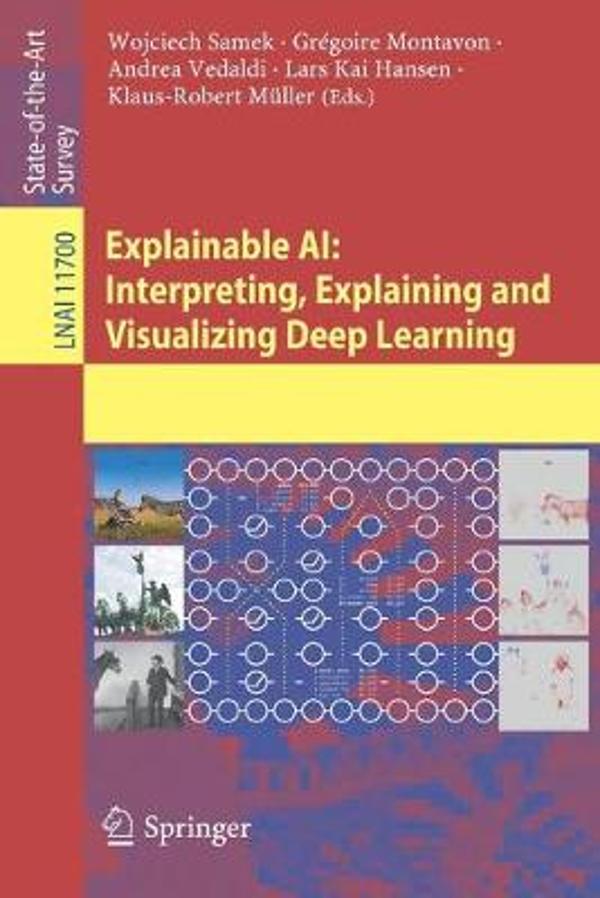 State-of-the-Art
Survey
LNAI 11700
Wojciech Samek · Grégoire Montavon ·
Andrea Vedaldi · Lars Kai Hansen ·
Klaus-Robert Müller (Eds.)
Explainable AI:
Interpreting, Explaining and
Visualizing Deep Learning
Springer